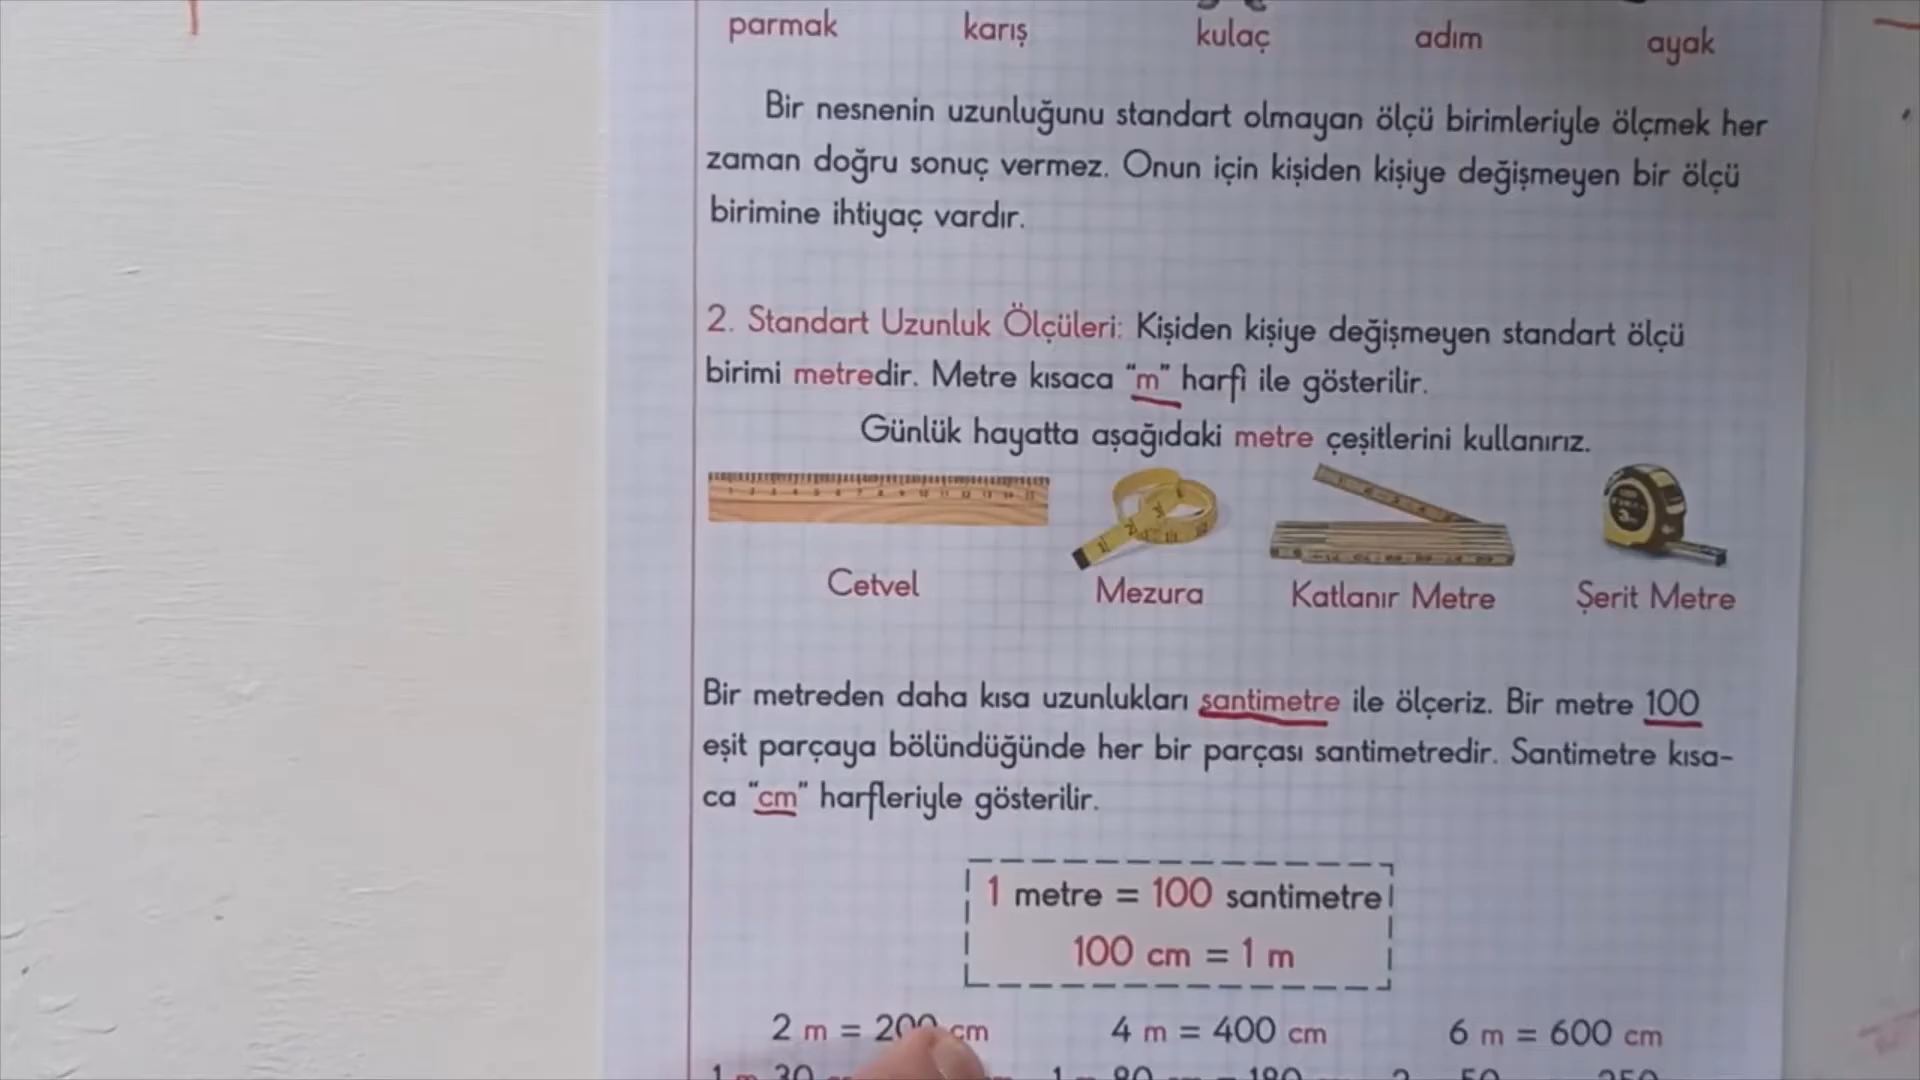 parmak karış kulaç adım ayak
Bir nesnenin uzunluğunu standart olmayan ölçü birimleriyle ölçmek her
zaman doğru sonuç vermez. Onun için kişiden kişiye değişmeyen bir ölçü
birimine ihtiyaç vardır.
2. Standart Uzunluk Ölçüleri: Kişiden kişiye değişmeyen standart ölçü
birimi metredir. Metre kısaca “m” harfi ile gösterilir.
Günlük hayatta aşağıdaki metre çeşitlerini kullanırız.
Cetvel Mezura Katlanır Metre Şerit Metre
Bir metreden daha kısa uzunlukları santimetre ile ölçeriz. Bir metre 100
eşit parçaya bölündüğünde her bir parçası santimetredir. Santimetre kısa-
ca “cm” harfleriyle gösterilir.
1 metre = 100 santimetre
100 cm = 1 m
2 m = 200 cm 4 m = 400 cm 6 m = 600 cm